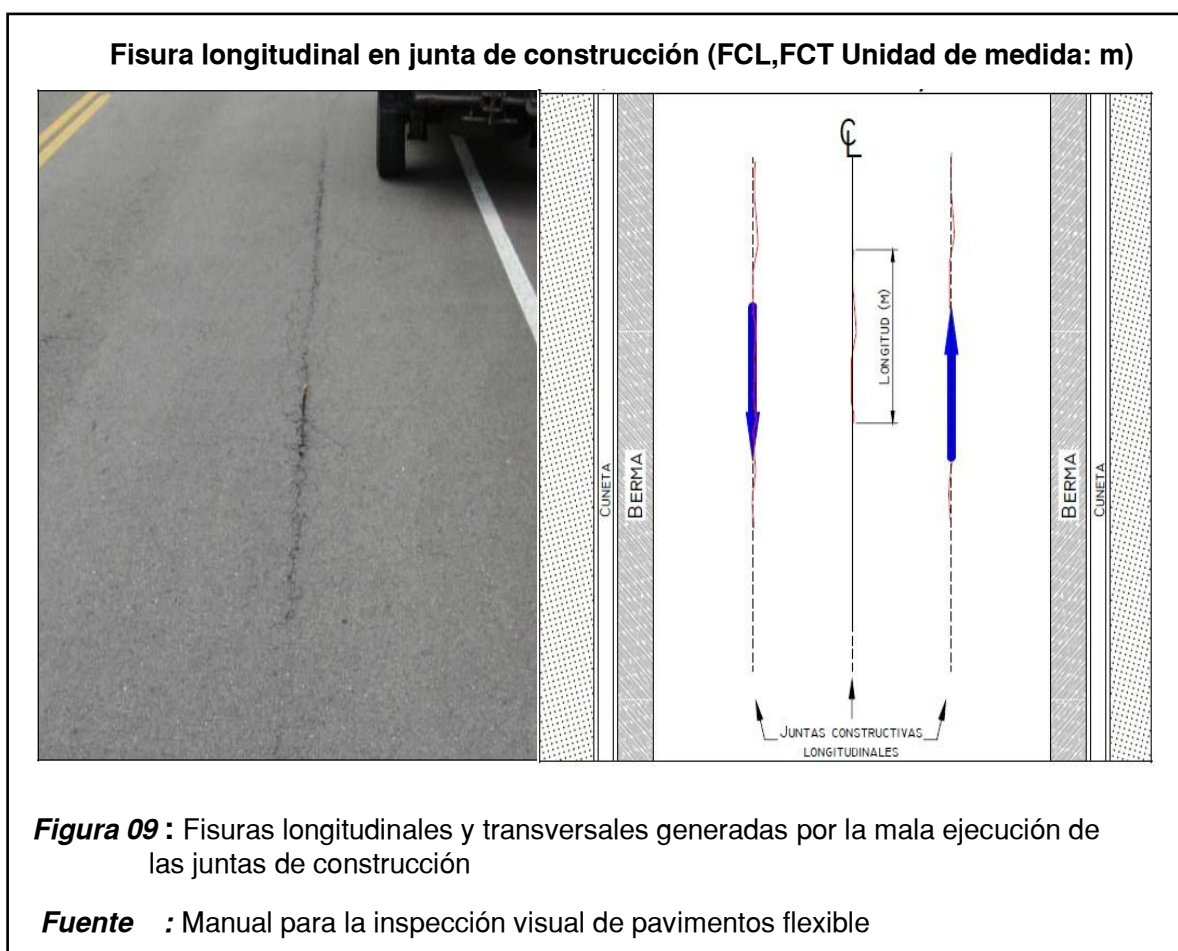 Fisura longitudinal en junta de construcción (FCL,FCT Unidad de medida: m)
CL
LONGITUD (M)
CUNETA
BERMA
BERMA
CUNETA
JUNTAS CONSTRUCTIVAS
LONGITUDINALES
Figura 09 : Fisuras longitudinales y transversales generadas por la mala ejecución de
las juntas de construcción
Fuente : Manual para la inspección visual de pavimentos flexible